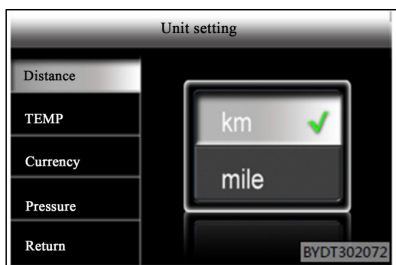 Unit setting
Distance
TEMP
Currency
Pressure
Return
km
mile
BYDT302072